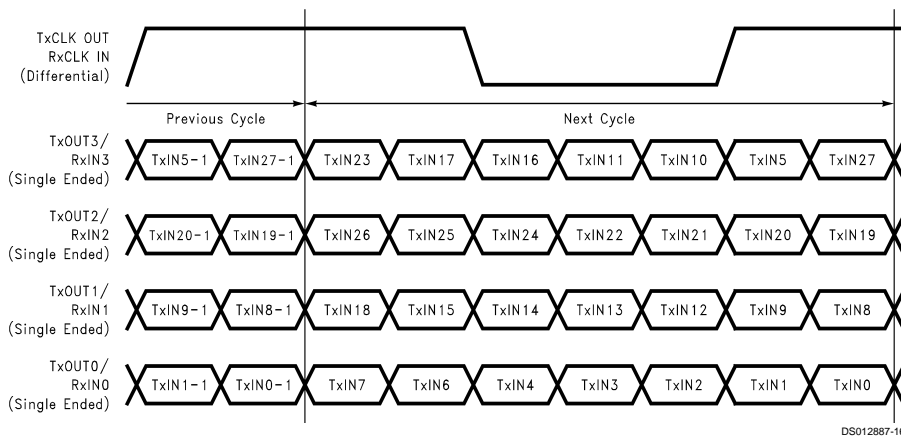 TxCLK OUT
RxCLK IN
(Differential)
Previous Cycle
Next Cycle
TxOUT3/
RxIN3
(Single Ended)
TxIN5-1 TxIN27-1 TxIN23 TxIN17 TxIN16 TxIN11 TxIN10 TxIN5 TxIN27
TxOUT2/
RxIN2
(Single Ended)
TxIN20-1 TxIN19-1 TxIN26 TxIN25 TxIN24 TxIN22 TxIN21 TxIN20 TxIN19
TxOUT1/
RxIN1
(Single Ended)
TxIN9-1 TxIN8-1 TxIN18 TxIN15 TxIN14 TxIN13 TxIN12 TxIN9 TxIN8
TxOUT0/
RxIN0
(Single Ended)
TxIN1-1 TxIN0-1 TxIN7 TxIN6 TxIN4 TxIN3 TxIN2 TxIN1 TxIN0
DS012887-16